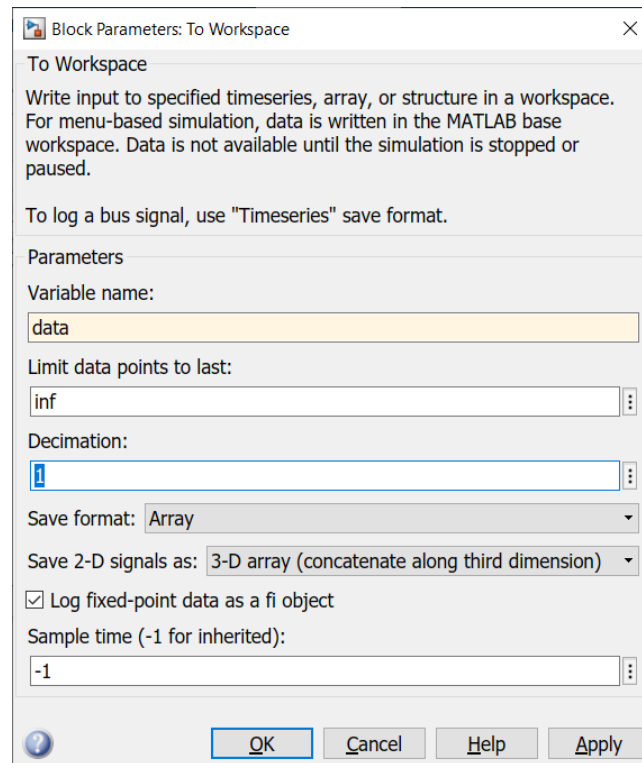 Block Parameters: To Workspace
To Workspace
Write input to specified timeseries, array, or structure in a workspace.
For menu-based simulation, data is written in the MATLAB base
workspace. Data is not available until the simulation is stopped or
paused.
To log a bus signal, use "Timeseries" save format.
Parameters
Variable name:
data
Limit data points to last:
inf
Decimation:
1
Save format: Array
Save 2-D signals as: 3-D array (concatenate along third dimension)
Log fixed-point data as a fi object
Sample time (-1 for inherited):
-1
OK Cancel Help Apply